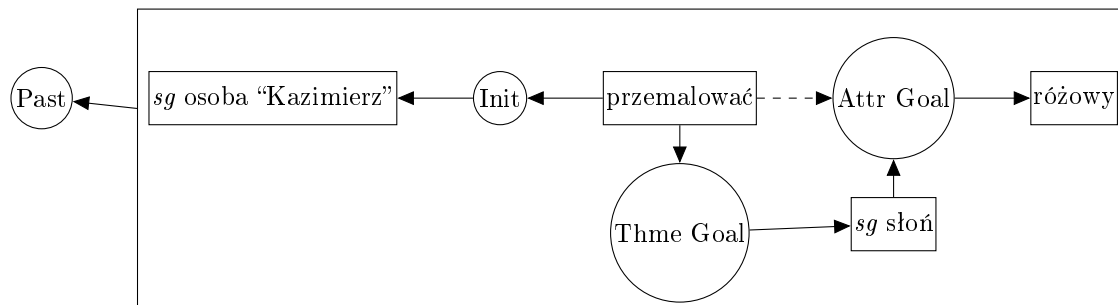 Past
sg osoba “Kazimierz”
Init
przemalować
Attr Goal
różowy
Thme Goal
sg słoń